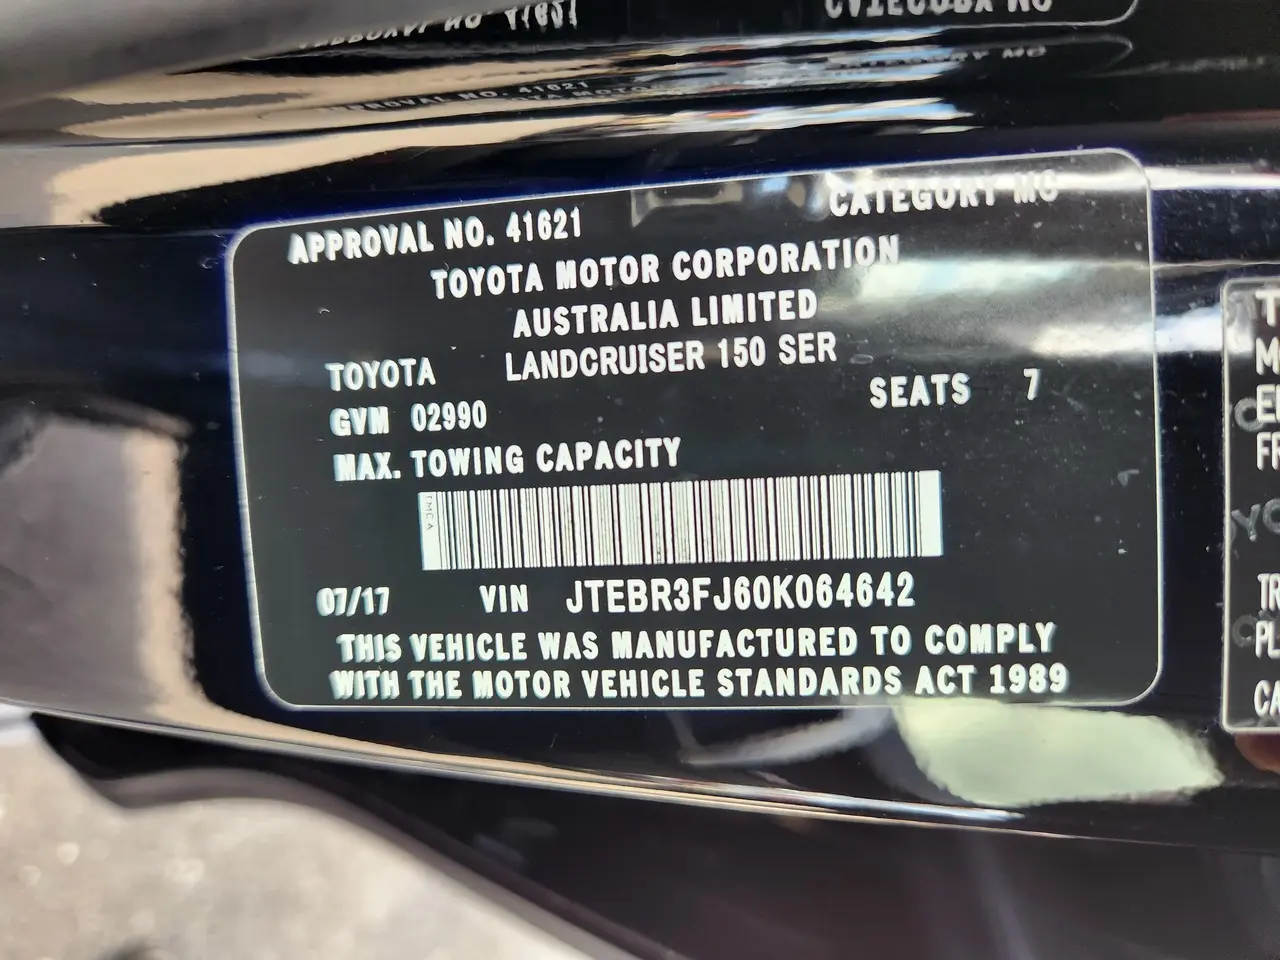 APPROVAL NO. 41621 CATEGORY MC
TOYOTA MOTOR CORPORATION
AUSTRALIA LIMITED
TOYOTA LANDCRUISER 150 SER
GVM 02990 SEATS 7
MAX. TOWING CAPACITY
TMCA
07/17 VIN JTEBR3FJ60K064642
THIS VEHICLE WAS MANUFACTURED TO COMPLY
WITH THE MOTOR VEHICLE STANDARDS ACT 1989